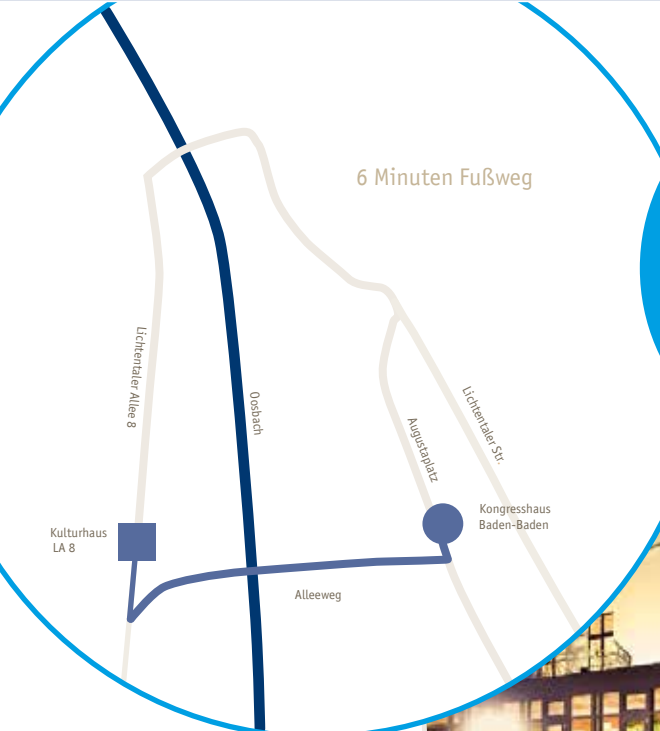 6 Minuten Fußweg
Lichtentaler Allee 8
Oosbach
Lichtentaler Str.
Augustaplatz
Kongresshaus
Baden-Baden
Kulturhaus
LA 8
Alleeweg